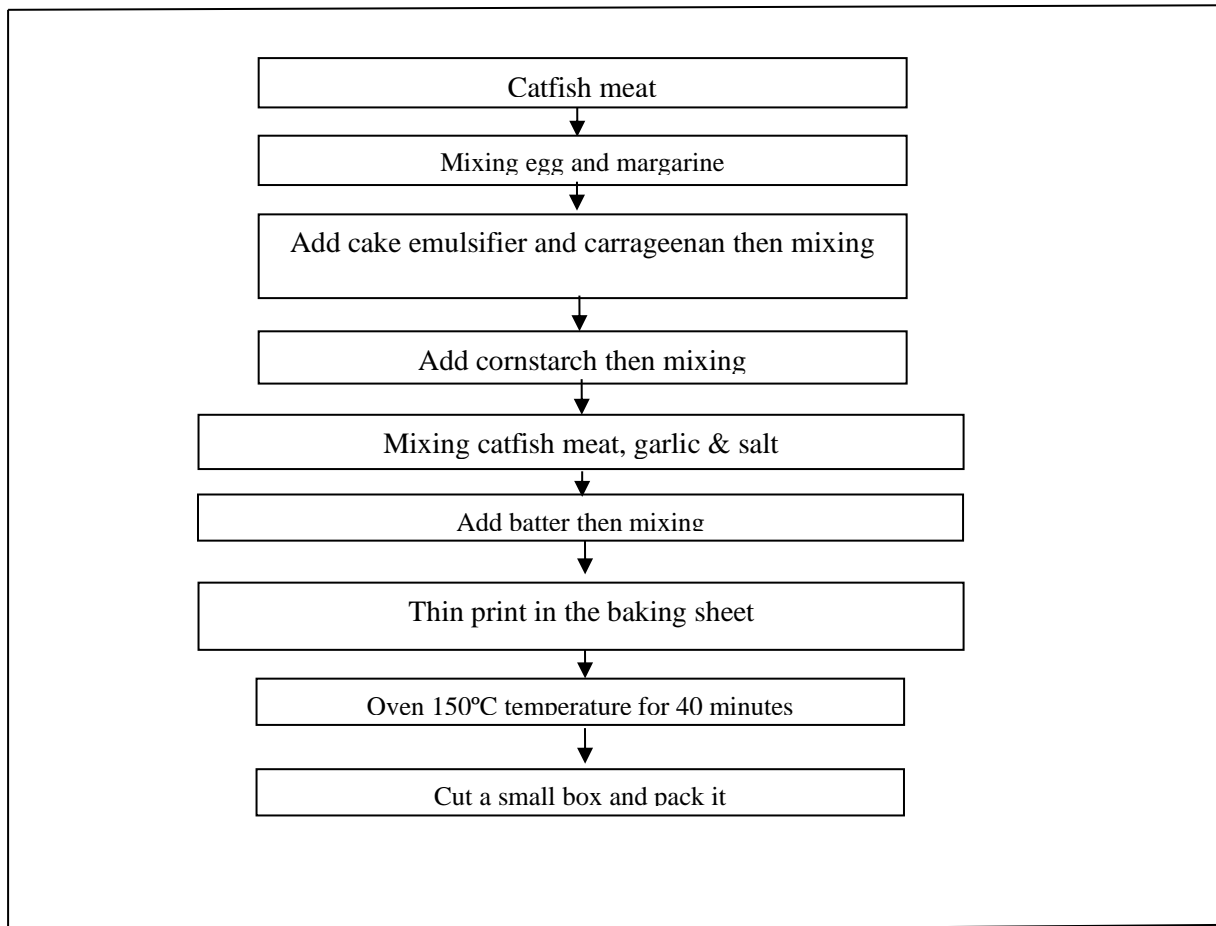 Catfish meat
Mixing egg and margarine
Add cake emulsifier and carrageenan then mixing
Add cornstarch then mixing
Mixing catfish meat, garlic & salt
Add batter then mixing
Thin print in the baking sheet
Oven 150ºC temperature for 40 minutes
Cut a small box and pack it